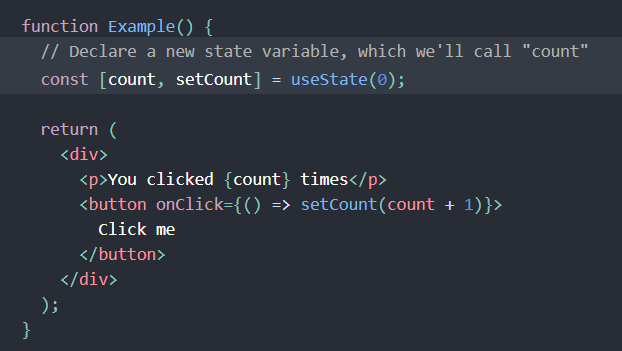 function Example() {
  // Declare a new state variable, which we'll call "count"
  const [count, setCount] = useState(0);

  return (
    <div>
      <p>You clicked {count} times</p>
      <button onClick={() => setCount(count + 1)}>
        Click me
      </button>
    </div>
  );
}